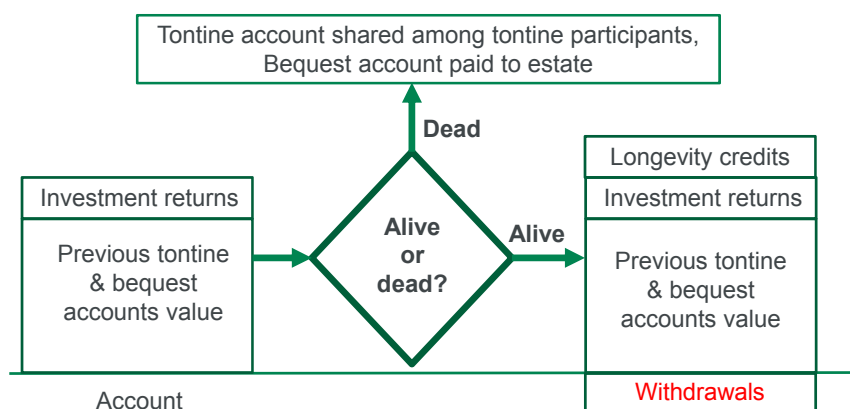 Tontine account shared among tontine participants,
Bequest account paid to estate
Dead
Longevity credits
Investment returns
Investment returns
Alive
or
dead?
Alive
Previous tontine
& bequest
accounts value
Previous tontine
& bequest
accounts value
Withdrawals
Account